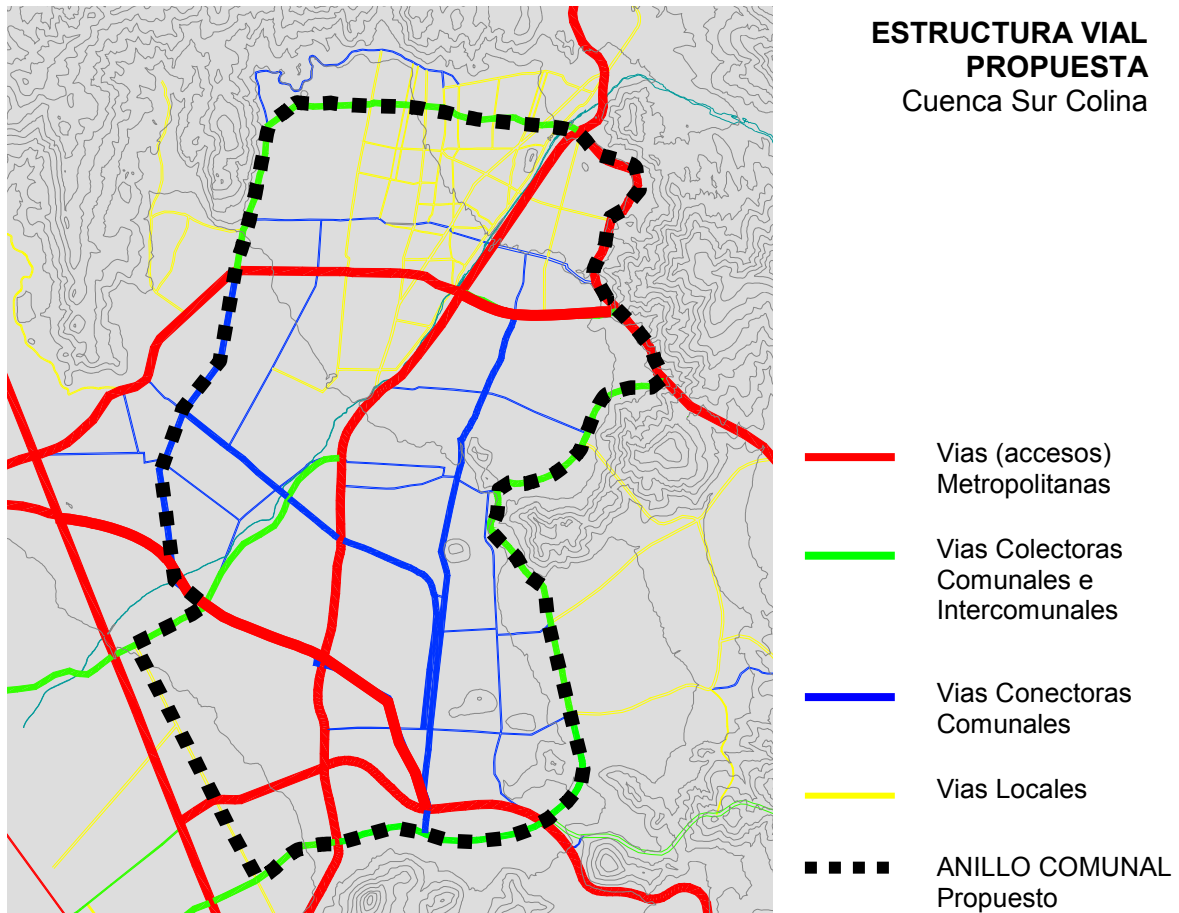 ESTRUCTURA VIAL
PROPUESTA
Cuenca Sur Colina
Vias (accesos)
Metropolitanas
Vias Colectoras
Comunales e
Intercomunales
Vias Conectoras
Comunales
Vias Locales
ANILLO COMUNAL
Propuesto